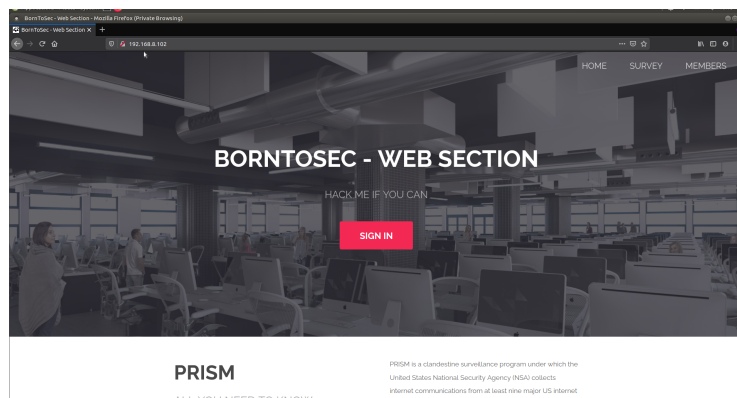 BornToSec - Web Section - Mozilla Firefox (Private Browsing)
BornToSec - Web Section
192.168.8.102
HOME SURVEY MEMBERS
BORNTOSEC - WEB SECTION
HACK ME IF YOU CAN
SIGN IN
PRISM
PRISM is a clandestine surveillance program under which the
United States National Security Agency (NSA) collects
internet communications from at least nine major US internet